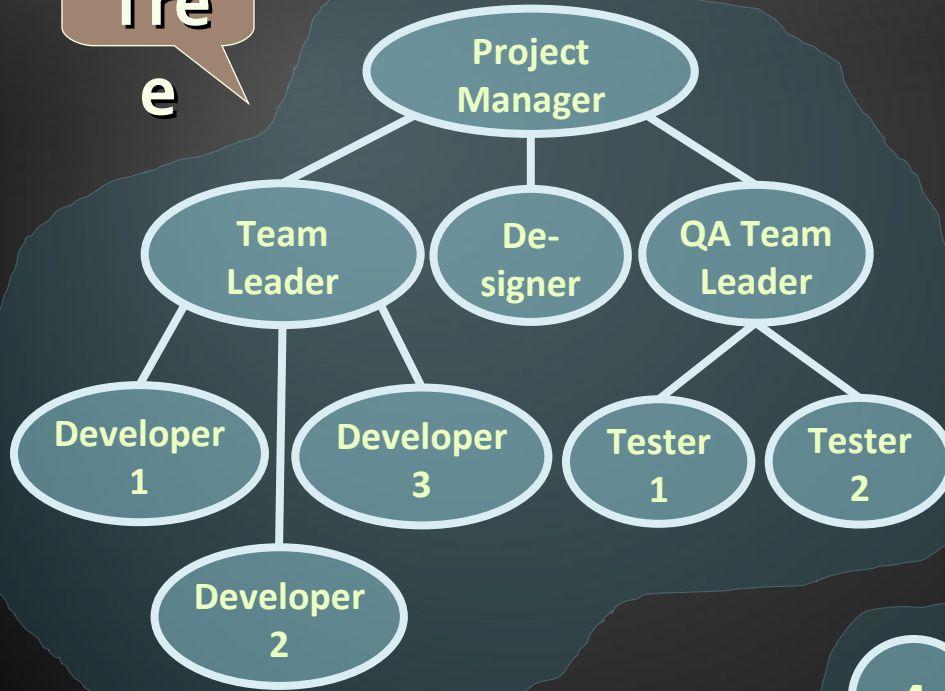 Tre
e
Project
Manager
Team
Leader
De-
signer
QA Team
Leader
Developer
1
Developer
3
Tester
1
Tester
2
Developer
2